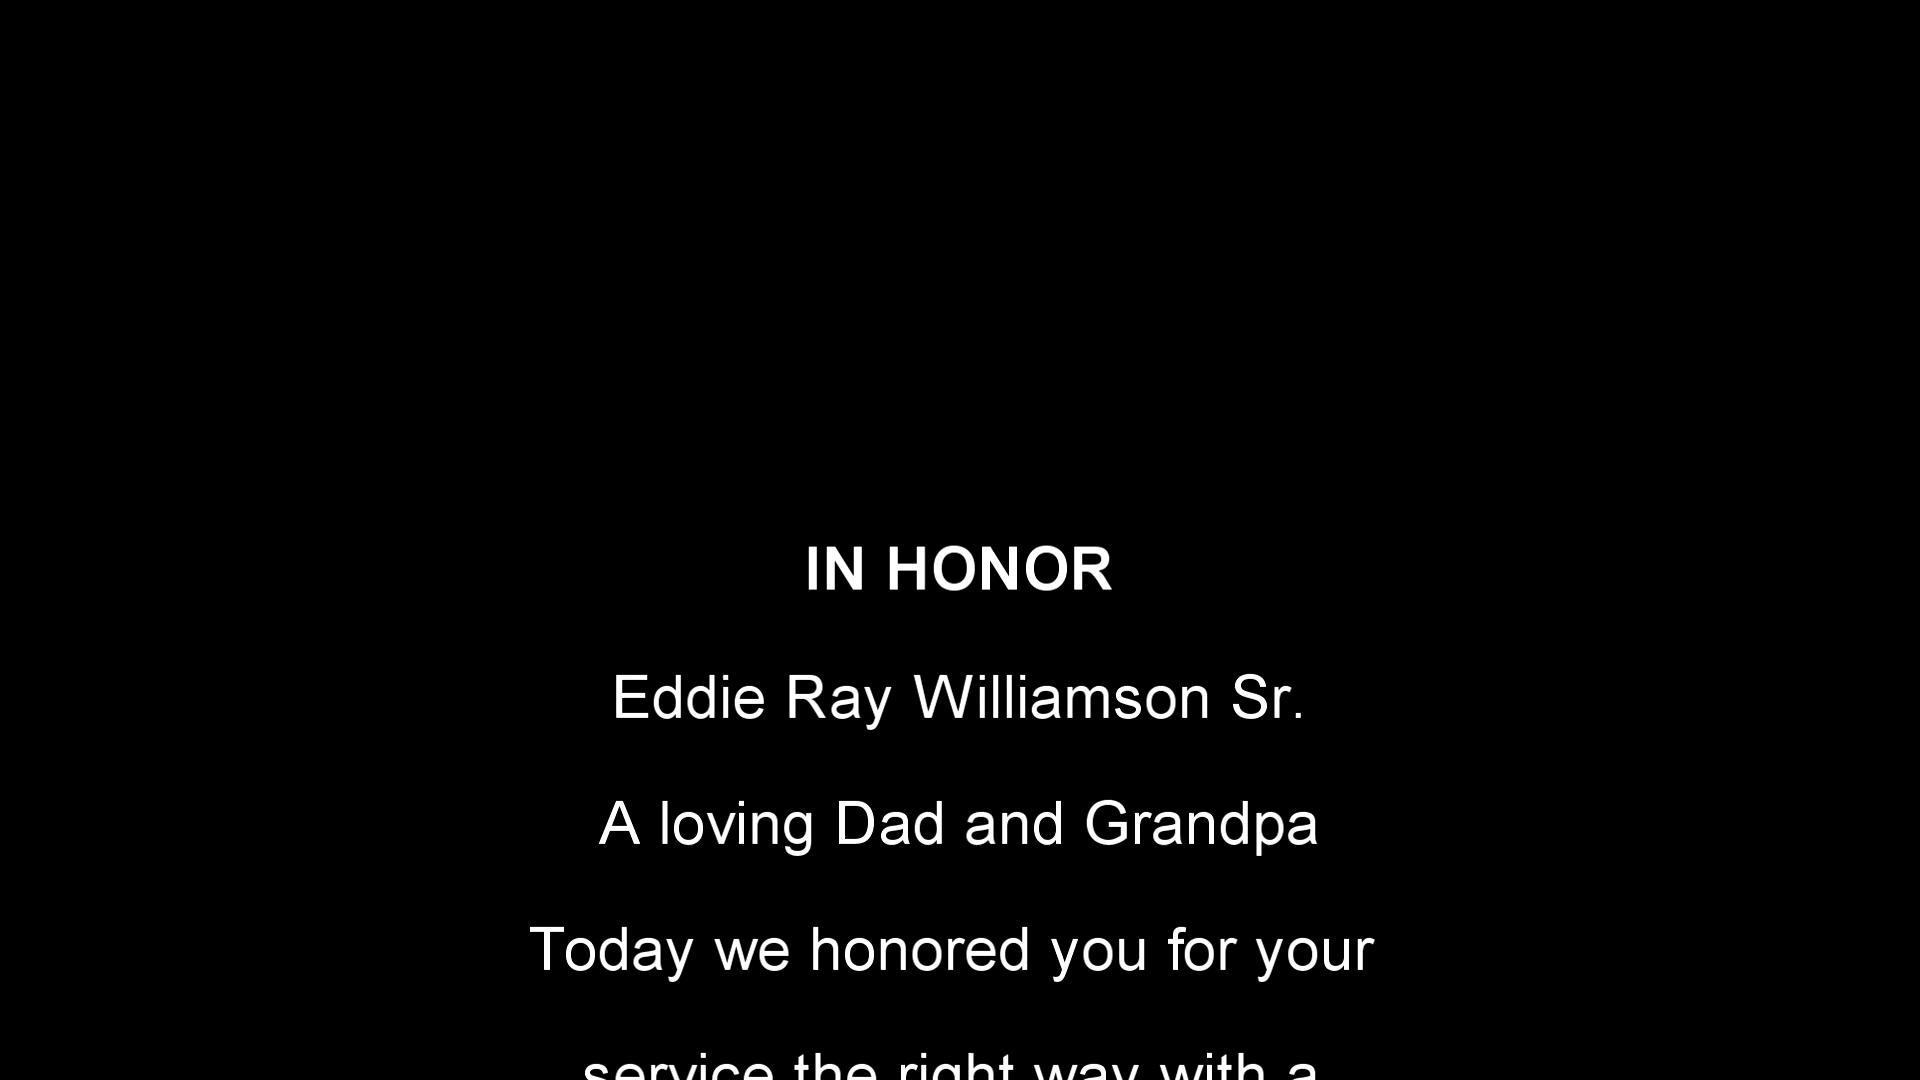 IN HONOR
Eddie Ray Williamson Sr.
A loving Dad and Grandpa
Today we honored you for your
service the right way with a